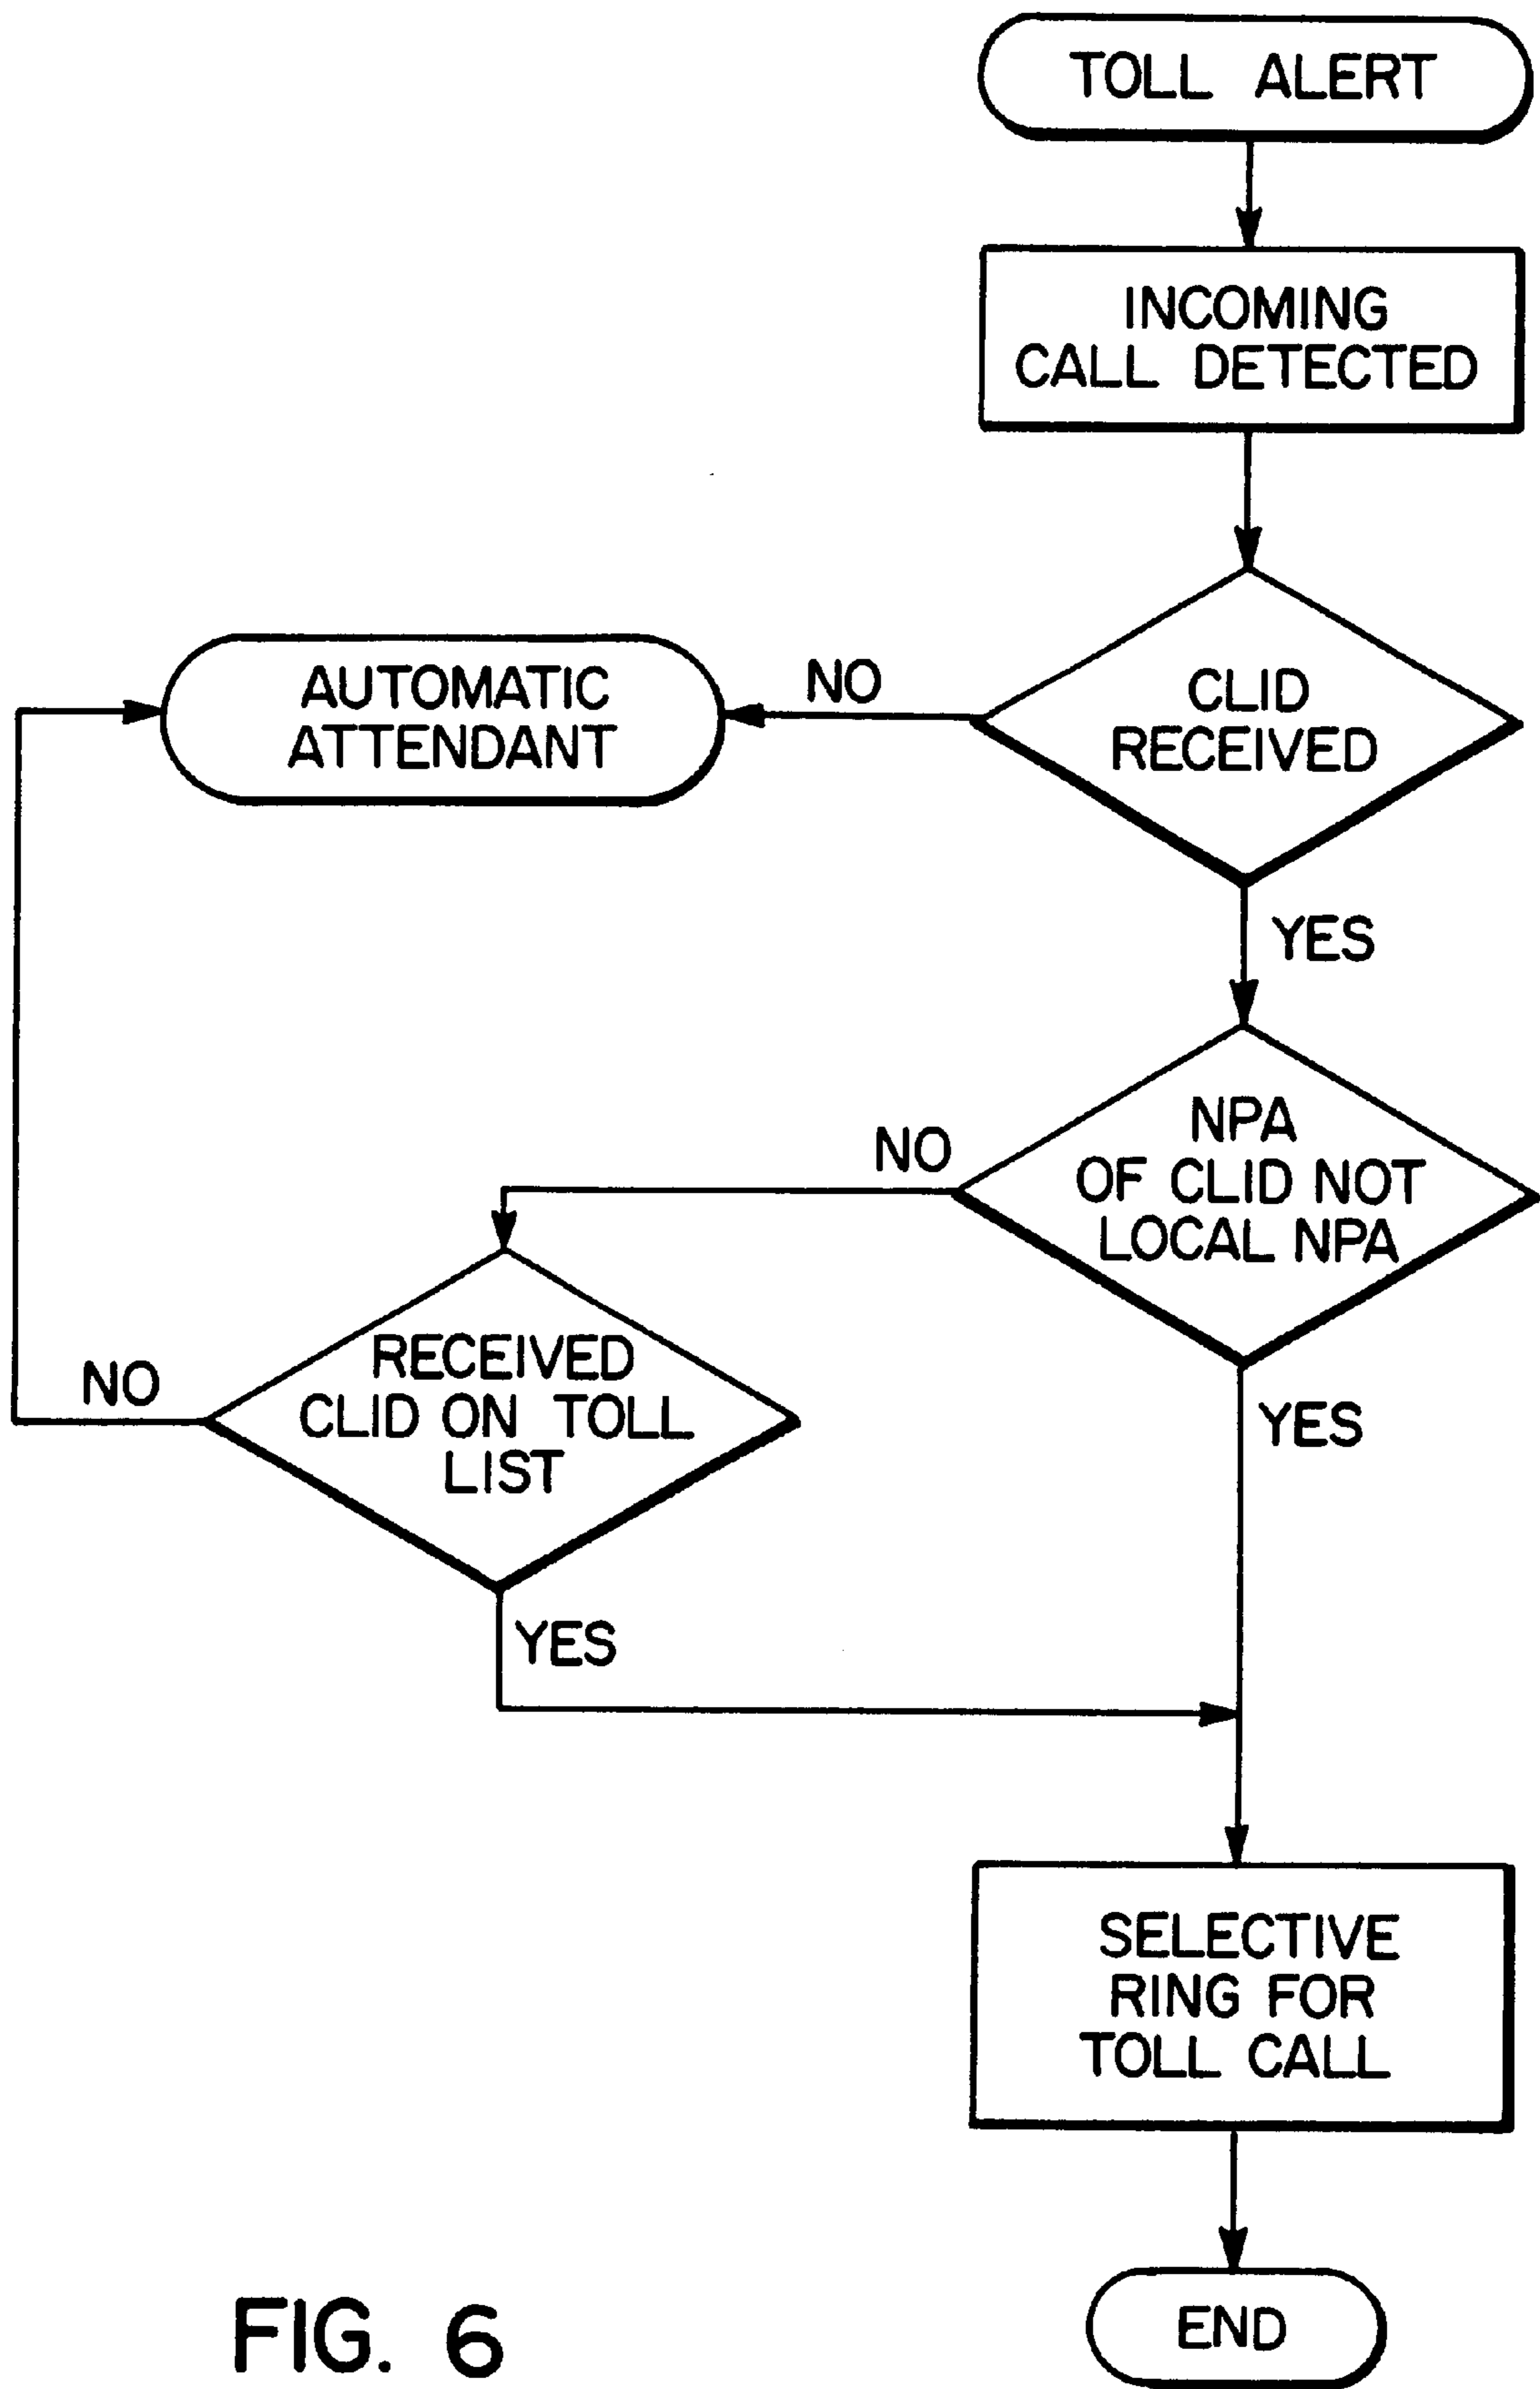 TOLL ALERT
INCOMING
CALL DETECTED
AUTOMATIC
ATTENDANT
NO
CLID
RECEIVED
YES
NPA
OF CLID NOT
LOCAL NPA
NO
RECEIVED
CLID ON TOLL
LIST
NO
YES
YES
SELECTIVE
RING FOR
TOLL CALL
END
FIG. 6